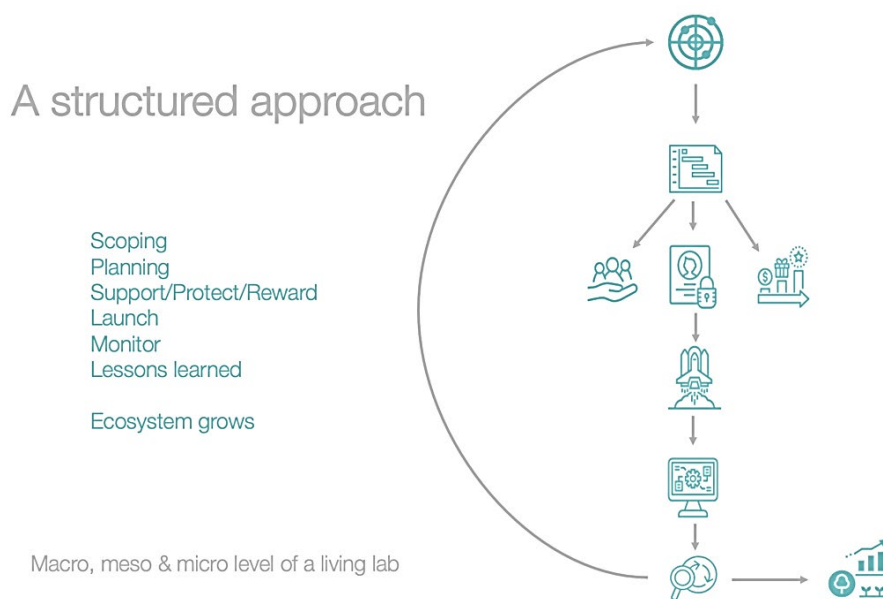 A structured approach
Scoping
Planning
Support/Protect/Reward
Launch
Monitor
Lessons learned
Ecosystem grows
Macro, meso & micro level of a living lab